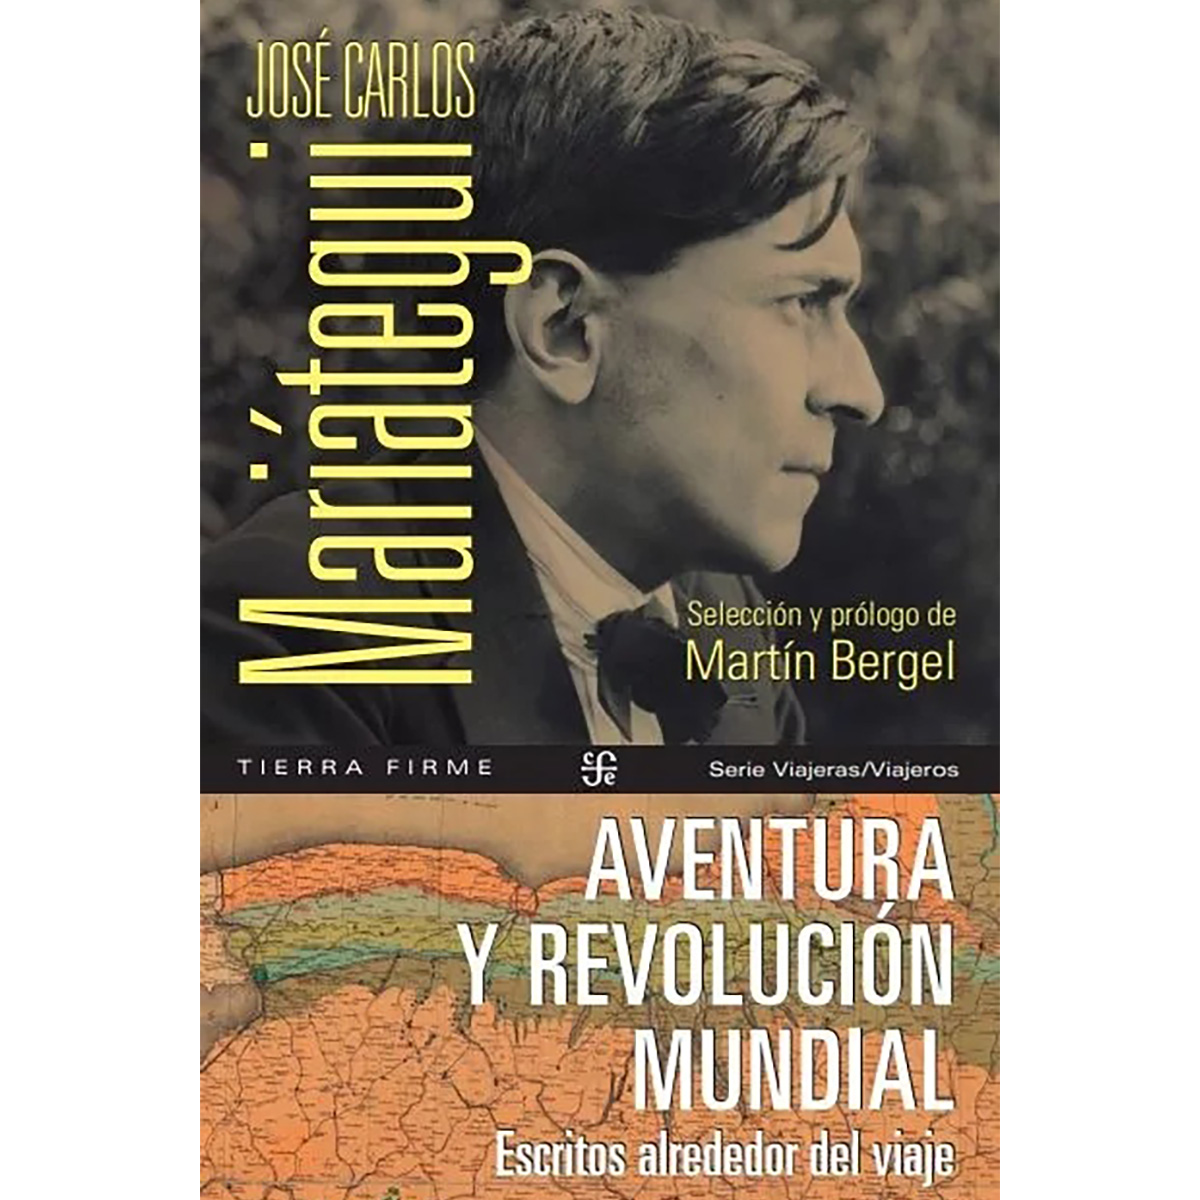 JOSÉ CARLOS
Mariátegui
Selección y prólogo de
Martín Bergel
TIERRA FIRME
cfe
Serie Viajeras/Viajeros
AVENTURA
Y REVOLUCIÓN
MUNDIAL
Escritos alrededor del viaje